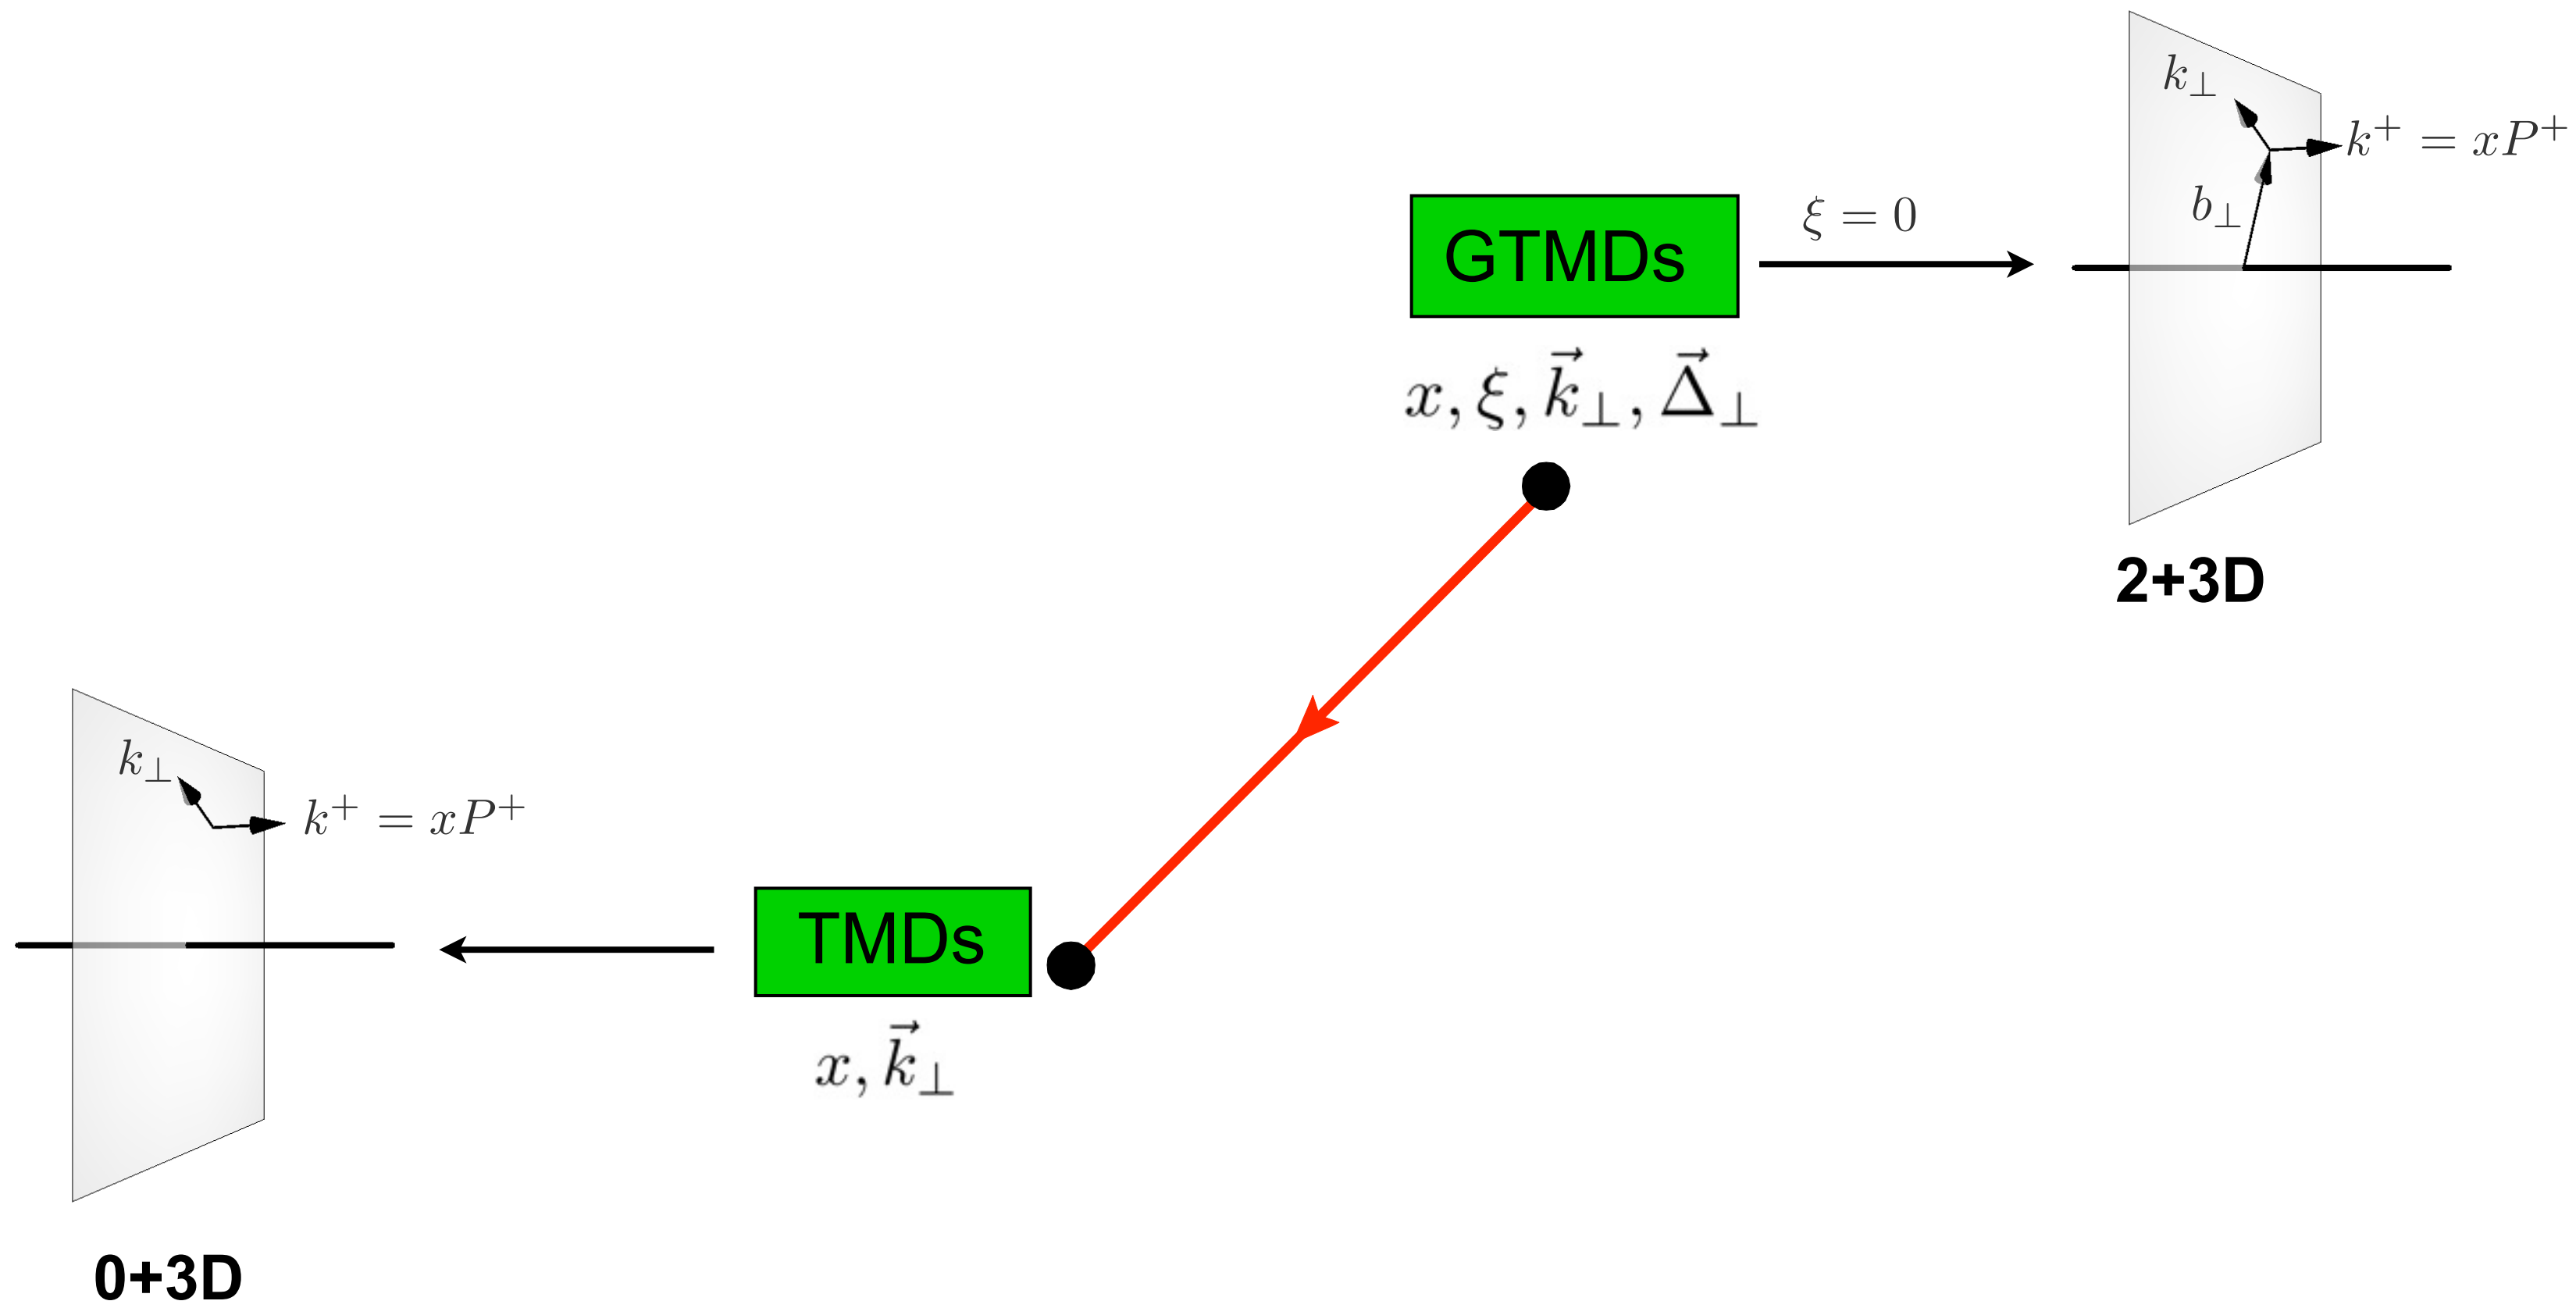 k⊥
k⁺ = xP⁺
b⊥
GTMDs
ξ = 0
x, ξ, k⃗⊥, Δ⃗⊥
2+3D
k⊥
k⁺ = xP⁺
TMDs
x, k⃗⊥
0+3D